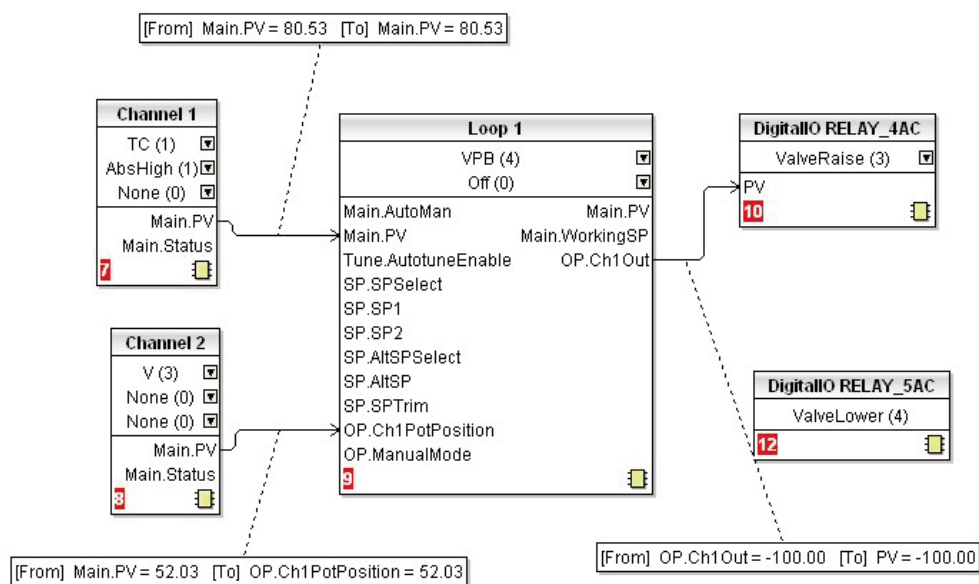 [From] Main.PV = 80.53 [To] Main.PV = 80.53
Channel 1
TC (1)
AbsHigh (1)
None (0)
Main.PV
Main.Status
7
Channel 2
V (3)
None (0)
None (0)
Main.PV
Main.Status
8
[From] Main.PV = 52.03 [To] OP.Ch1PotPosition = 52.03
Loop 1
VPB (4)
Off (0)
Main.AutoMan Main.PV
Main.PV Main.WorkingSP
Tune.AutotuneEnable OP.Ch1Out
SP.SPSelect
SP.SP1
SP.SP2
SP.AltSPSelect
SP.AltSP
SP.SPTrim
OP.Ch1PotPosition
OP.ManualMode
9
DigitalIO RELAY_4AC
ValveRaise (3)
PV
10
DigitalIO RELAY_5AC
ValveLower (4)
12
[From] OP.Ch1Out = -100.00 [To] PV = -100.00